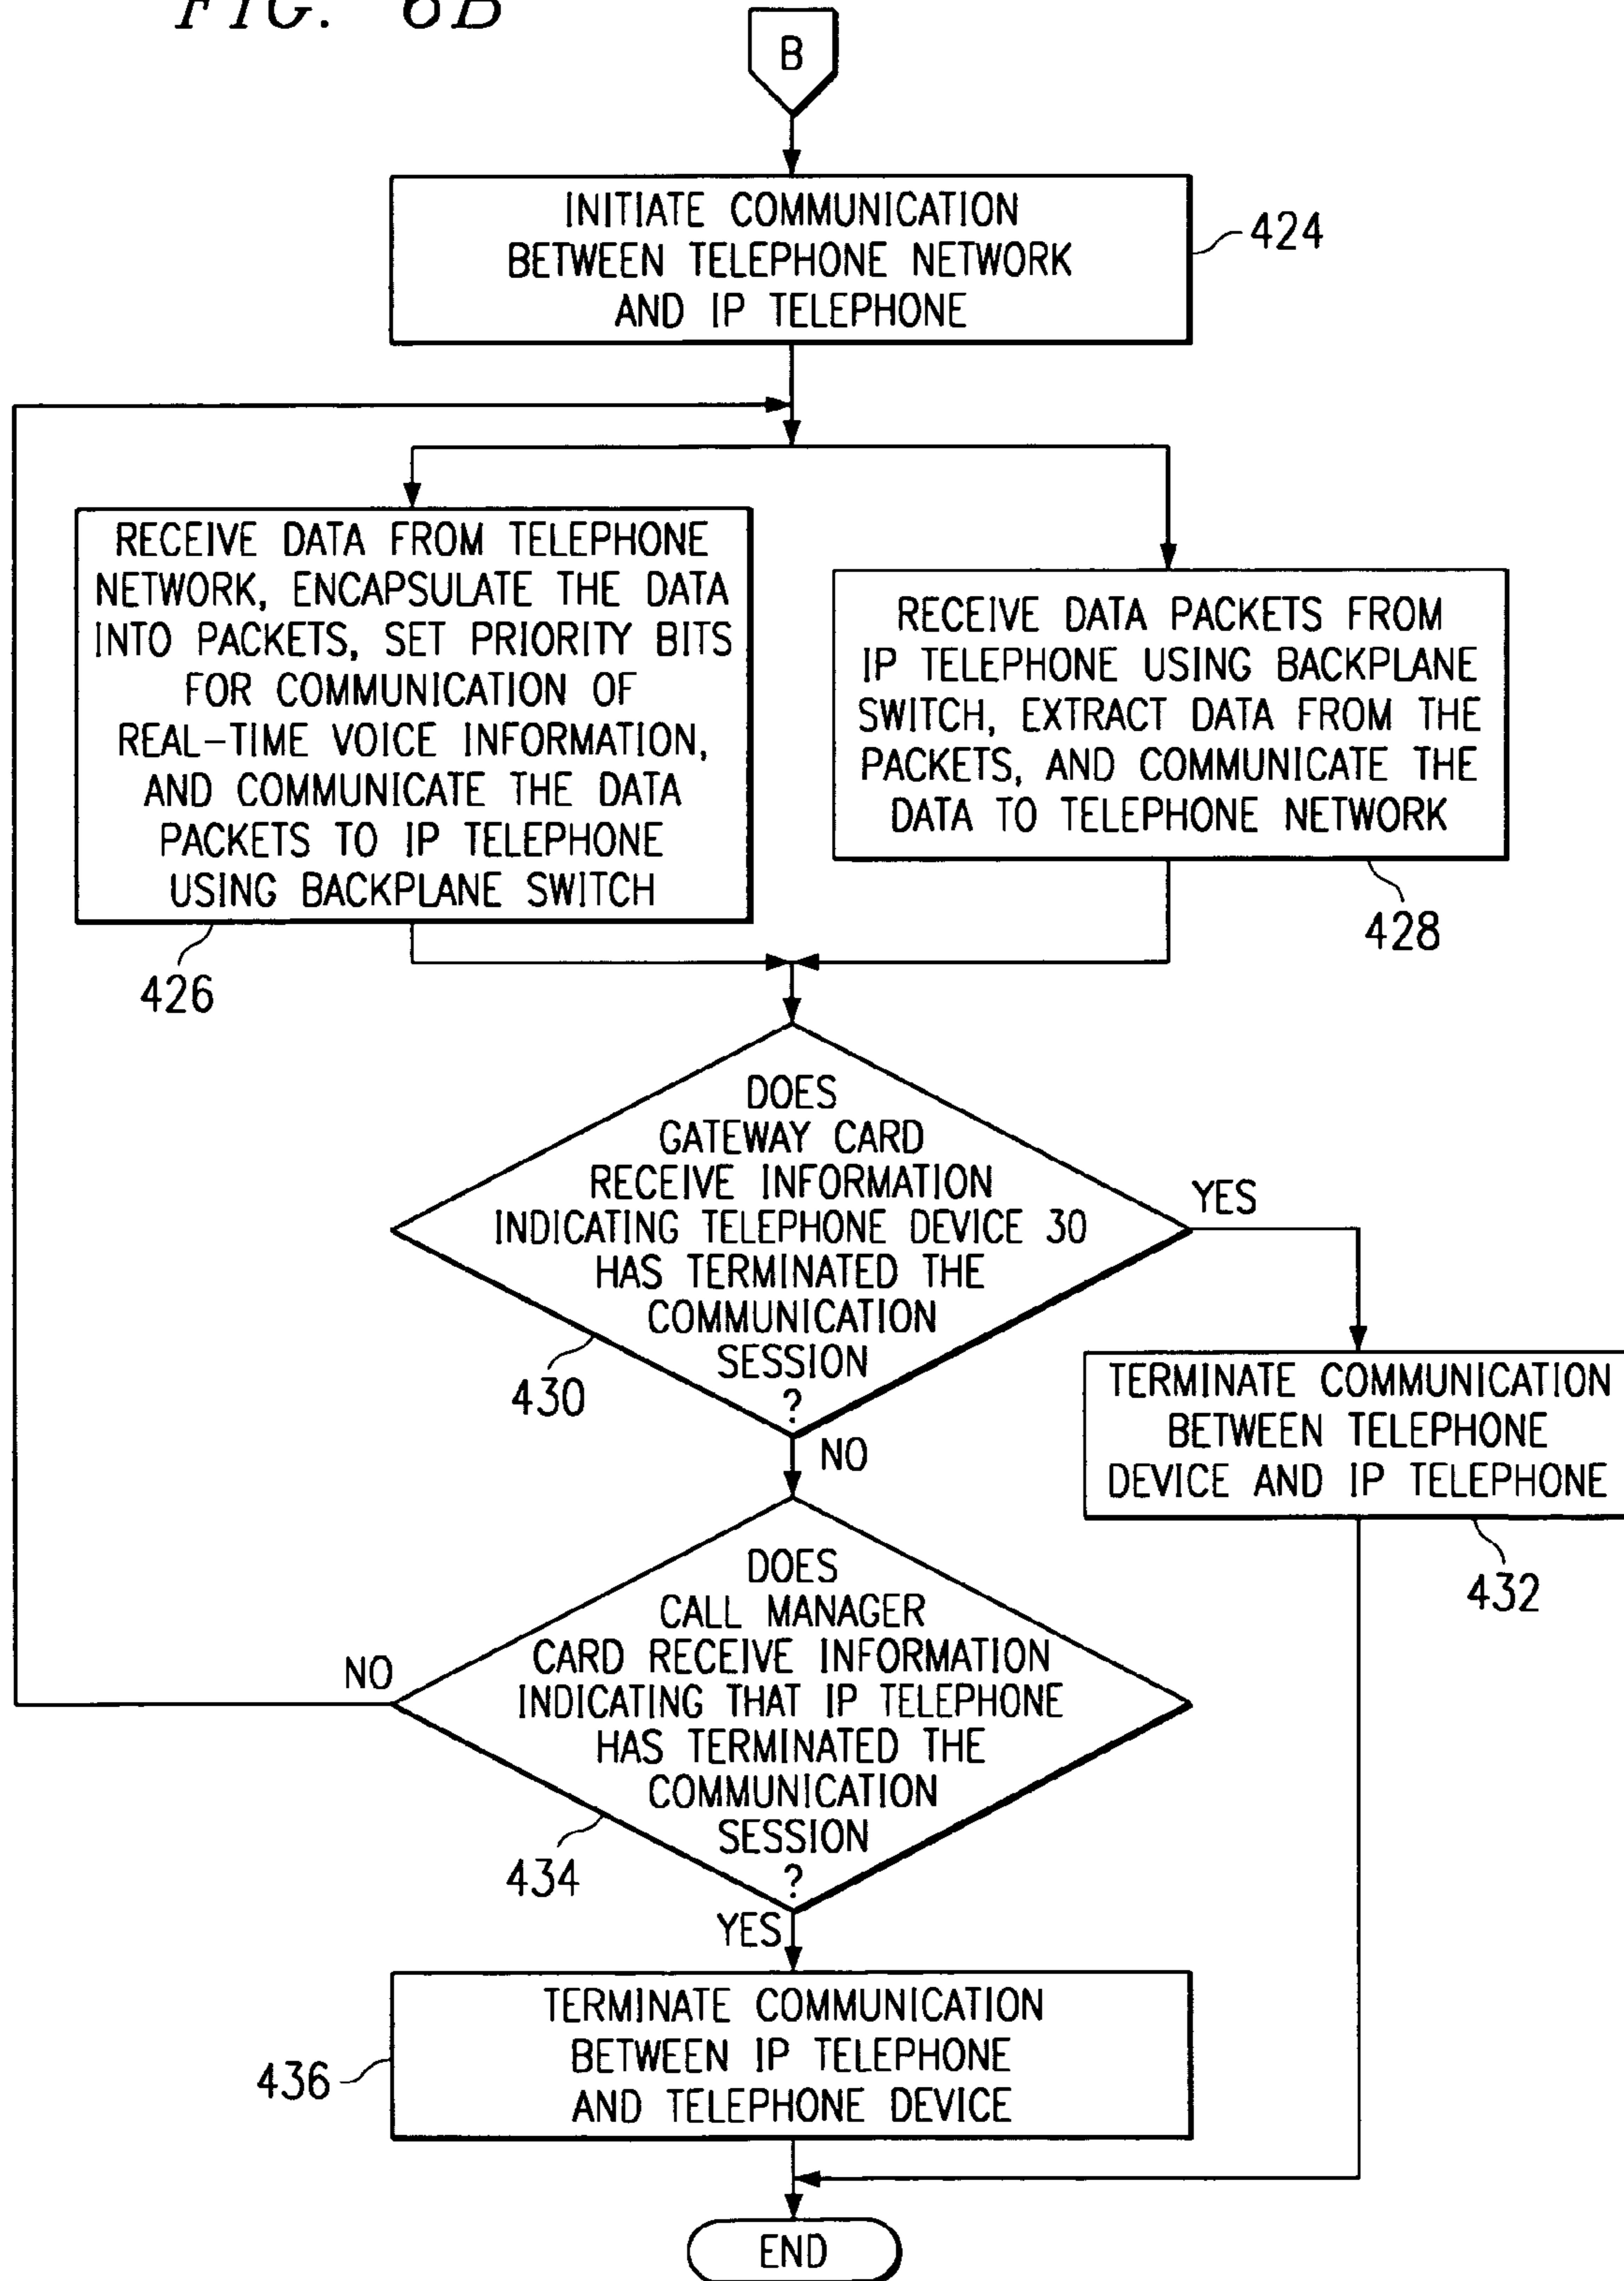 FIG. 6B
B
INITIATE COMMUNICATION
BETWEEN TELEPHONE NETWORK
AND IP TELEPHONE
424
RECEIVE DATA FROM TELEPHONE
NETWORK, ENCAPSULATE THE DATA
INTO PACKETS, SET PRIORITY BITS
FOR COMMUNICATION OF
REAL-TIME VOICE INFORMATION,
AND COMMUNICATE THE DATA
PACKETS TO IP TELEPHONE
USING BACKPLANE SWITCH
426
RECEIVE DATA PACKETS FROM
IP TELEPHONE USING BACKPLANE
SWITCH, EXTRACT DATA FROM THE
PACKETS, AND COMMUNICATE THE
DATA TO TELEPHONE NETWORK
428
DOES
GATEWAY CARD
RECEIVE INFORMATION
INDICATING TELEPHONE DEVICE 30
HAS TERMINATED THE
COMMUNICATION
SESSION
?
430
YES
NO
TERMINATE COMMUNICATION
BETWEEN TELEPHONE
DEVICE AND IP TELEPHONE
432
DOES
CALL MANAGER
CARD RECEIVE INFORMATION
INDICATING THAT IP TELEPHONE
HAS TERMINATED THE
COMMUNICATION
SESSION
?
434
NO
YES
TERMINATE COMMUNICATION
BETWEEN IP TELEPHONE
AND TELEPHONE DEVICE
436
END